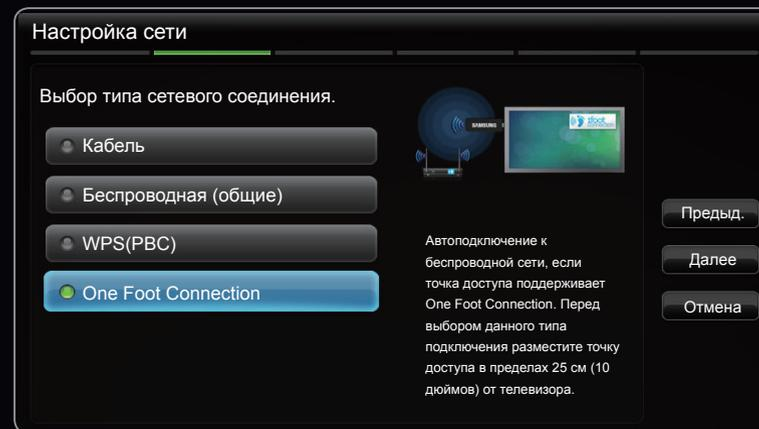 Настройка сети
Выбор типа сетевого соединения.
Кабель
Беспроводная (общие)
WPS(PBC)
One Foot Connection
SAMSUNG
Автоподключение к
беспроводной сети, если
точка доступа поддерживает
One Foot Connection. Перед
выбором данного типа
подключения разместите точку
доступа в пределах 25 см (10
дюймов) от телевизора.
Предыд.
Далее
Отмена